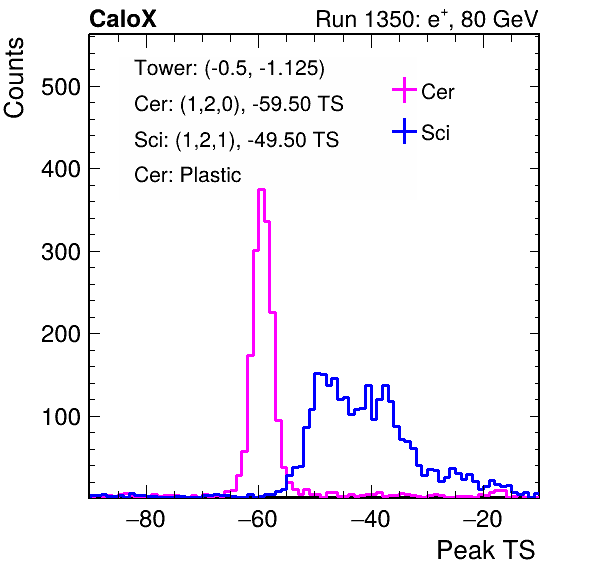 CaloX Run 1350: e⁺, 80 GeV
Counts
Tower: (-0.5, -1.125)
Cer: (1,2,0), -59.50 TS
Sci: (1,2,1), -49.50 TS
Cer: Plastic
Cer
Sci
500
400
300
200
100
−80 −60 −40 −20
Peak TS